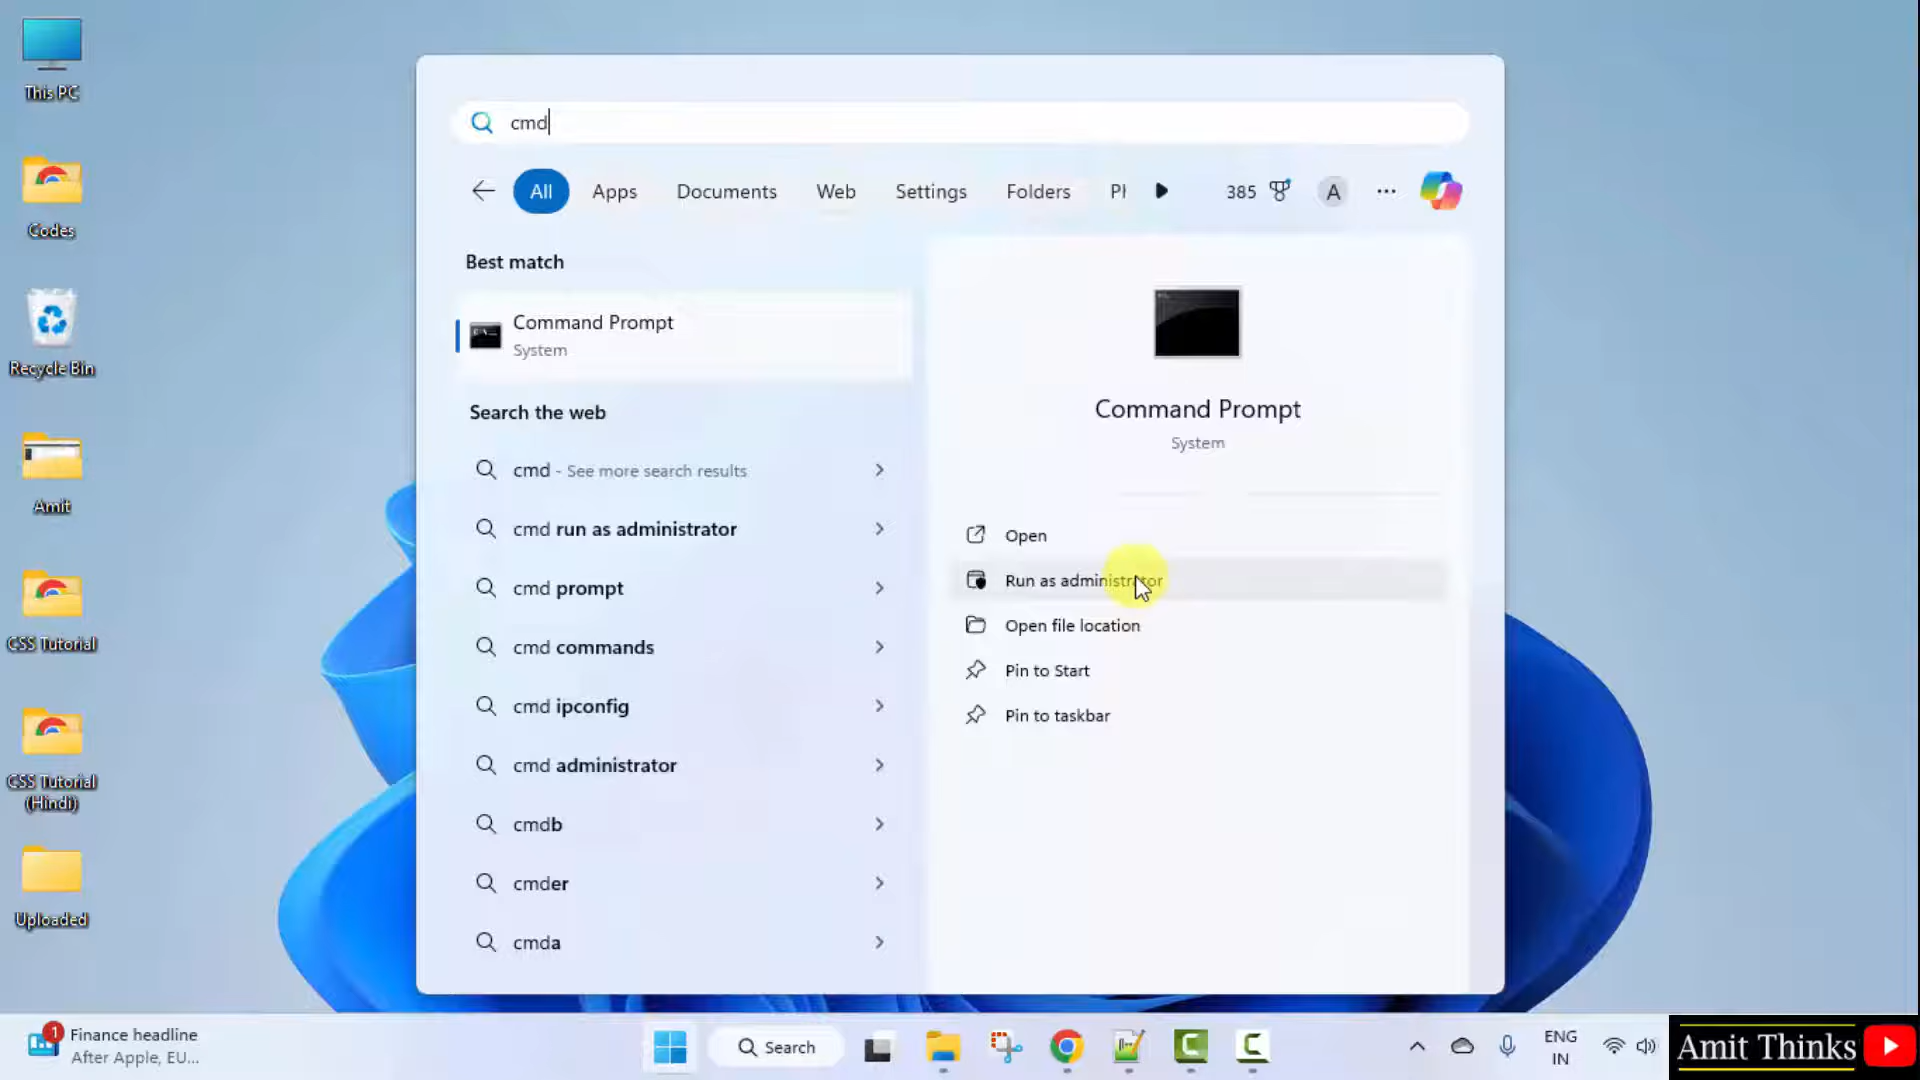 This PC
Codes
Recycle Bin
Amit
CSS Tutorial
CSS Tutorial
(Hindi)
Uploaded
cmd
All
Apps
Documents
Web
Settings
Folders
385
A
Best match
Command Prompt
System
Search the web
cmd - See more search results
cmd run as administrator
cmd prompt
cmd commands
cmd ipconfig
cmd administrator
cmdb
cmder
cmda
Command Prompt
System
Open
Run as administrator
Open file location
Pin to Start
Pin to taskbar
1
Finance headline
After Apple, EU...
Search
ENG
IN
Amit Thinks